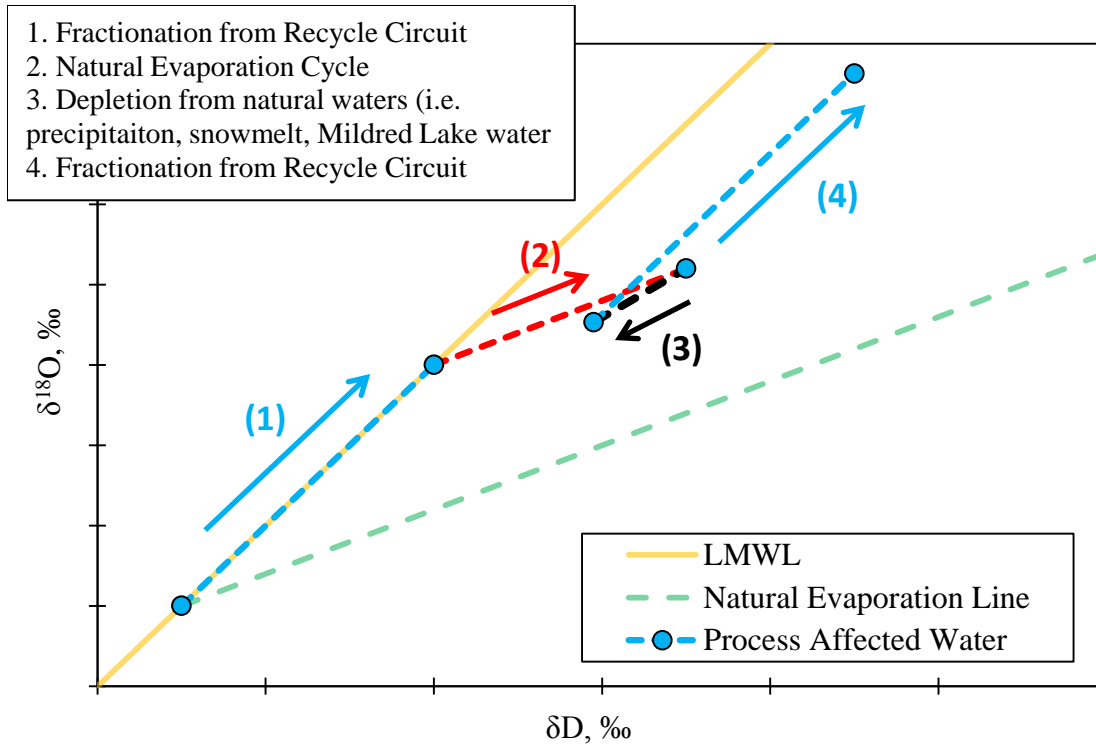 1. Fractionation from Recycle Circuit
2. Natural Evaporation Cycle
3. Depletion from natural waters (i.e.
precipitaiton, snowmelt, Mildred Lake water
4. Fractionation from Recycle Circuit
(4)
(2)
(3)
(1)
δ¹⁸O, ‰
LMWL
Natural Evaporation Line
Process Affected Water
δD, ‰